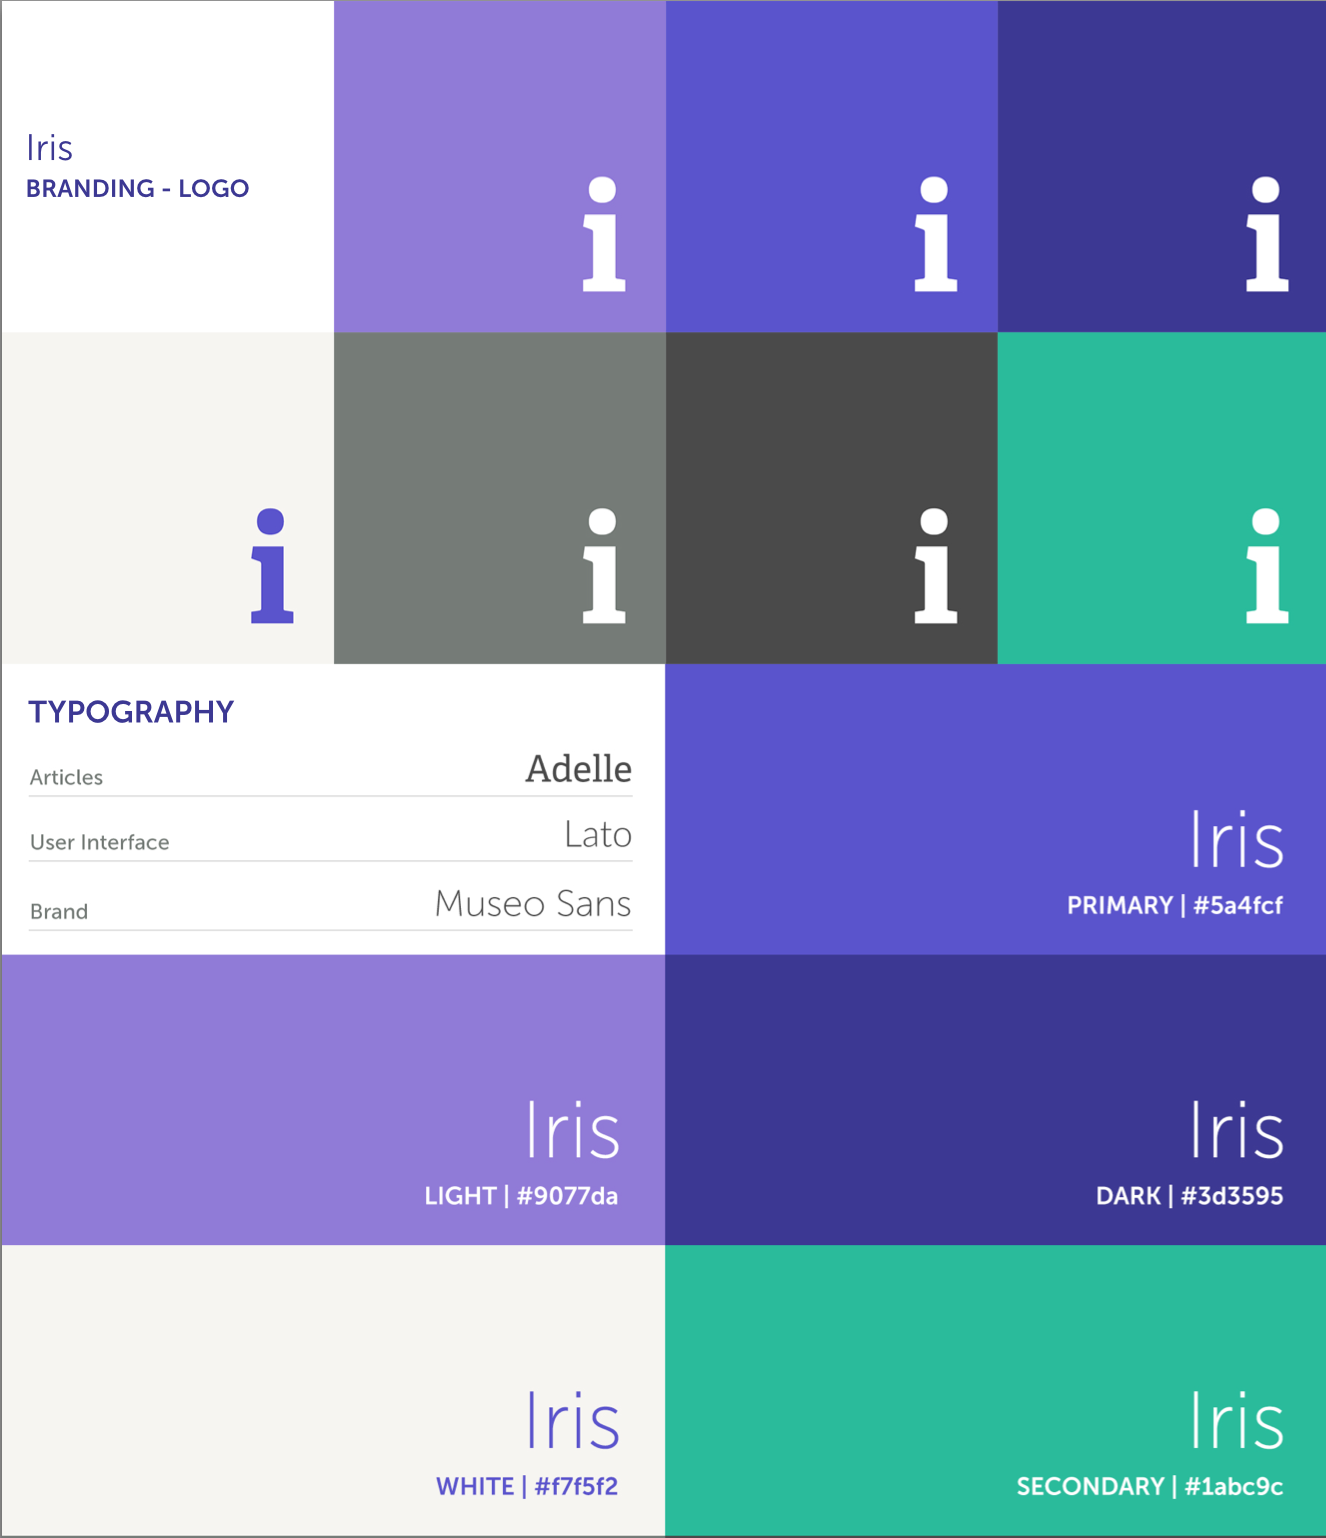 Iris
BRANDING - LOGO
i
i
i
i
i
i
i
TYPOGRAPHY
Articles Adelle
User Interface Lato
Brand Museo Sans
Iris
PRIMARY | #5a4fcf
Iris
LIGHT | #9077da
Iris
DARK | #3d3595
Iris
WHITE | #f7f5f2
Iris
SECONDARY | #1abc9c